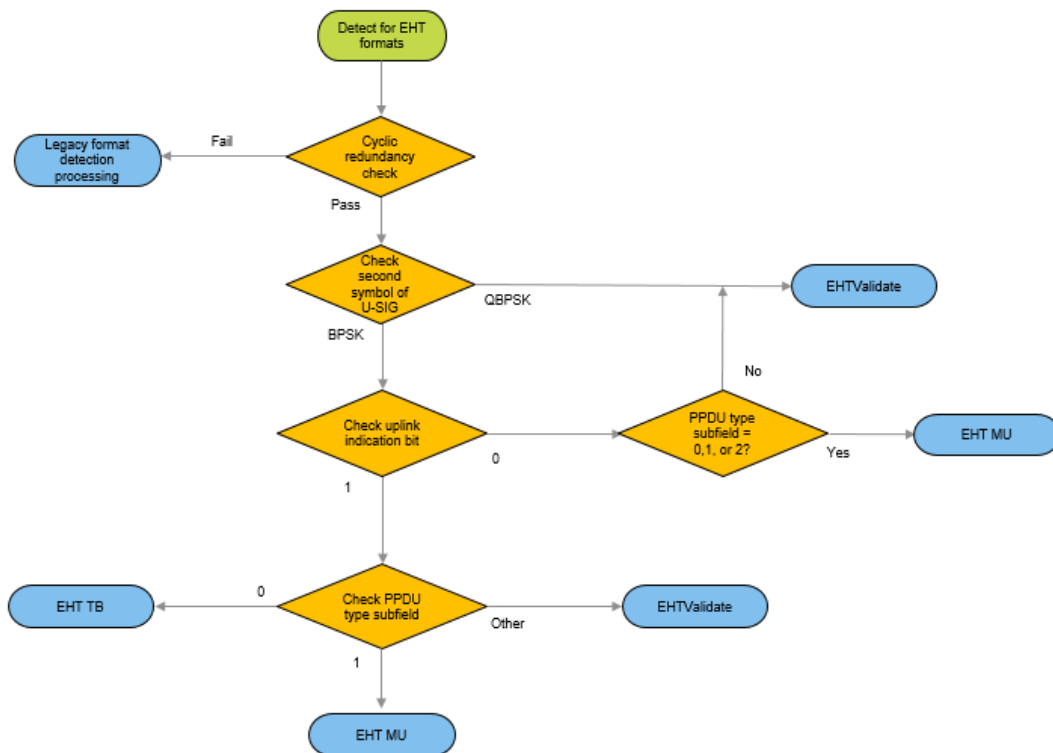 Detect for EHT
formats
Fail
Legacy format
detection
processing
Cyclic
redundancy
check
Pass
Check
second
symbol of
U-SIG
QBPSK
EHTValidate
BPSK
No
Check uplink
indication bit
0
PPDU type
subfield =
0,1, or 2?
Yes
EHT MU
1
0
EHT TB
Check PPDU
type subfield
Other
EHTValidate
1
EHT MU